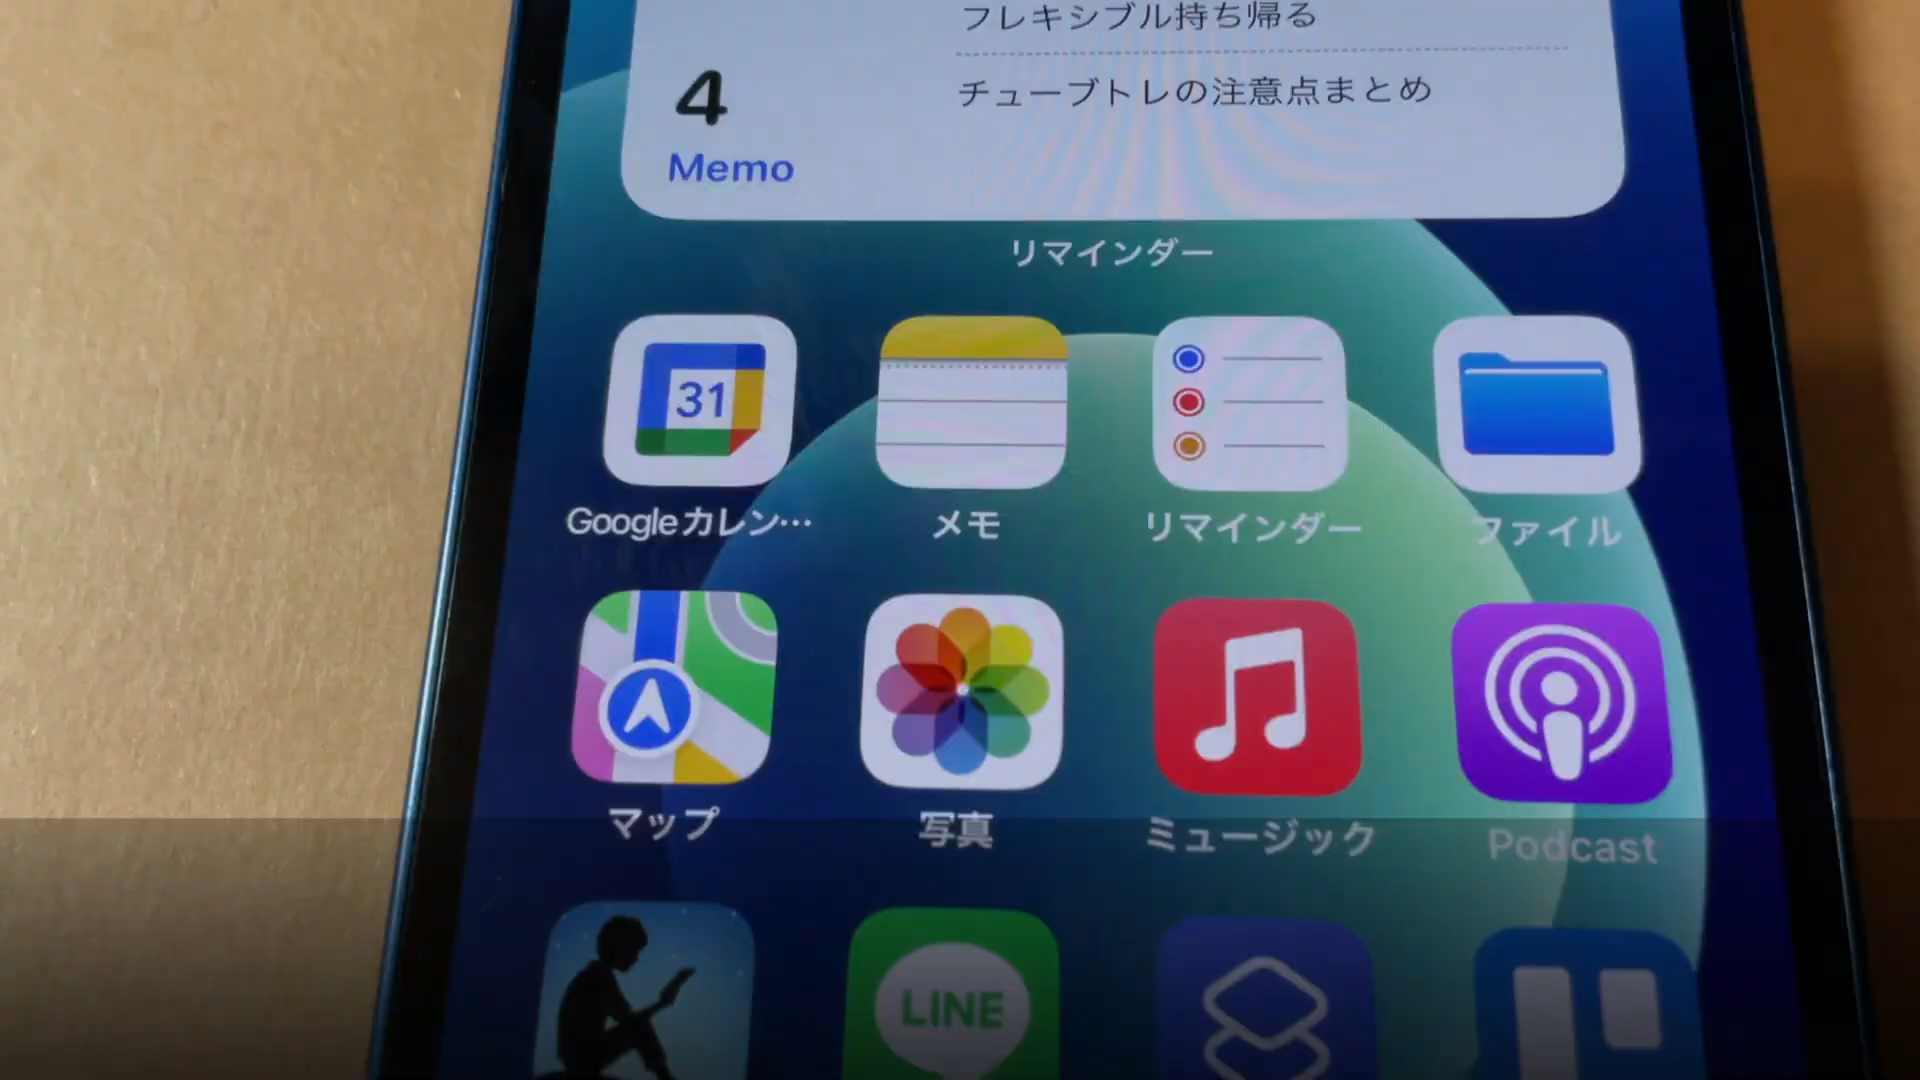 フレキシブル持ち帰る
4
チューブトレの注意点まとめ
Memo
リマインダー
31
Googleカレン…
メモ
リマインダー
ファイル
マップ
写真
ミュージック
Podcast
LINE